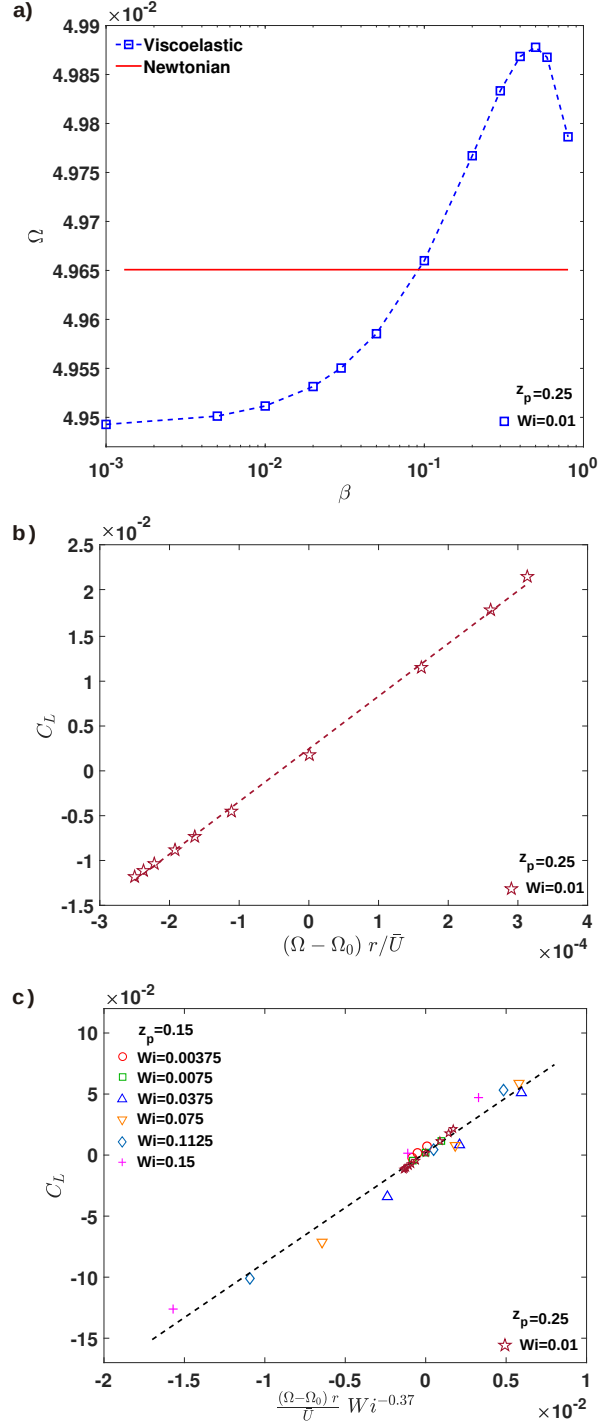 a)
×10⁻²
4.99
4.985
4.98
4.975
4.97
4.965
4.96
4.955
4.95
Ω
Viscoelastic
Newtonian
z_p=0.25
Wi=0.01
10⁻³ 10⁻² 10⁻¹ 10⁰
β
b)
×10⁻²
2.5
2
1.5
1
0.5
0
-0.5
-1
-1.5
C_L
z_p=0.25
Wi=0.01
-3 -2 -1 0 1 2 3 4
(Ω − Ω₀) r/Ū
×10⁻⁴
c)
×10⁻²
10
5
0
-5
-10
-15
C_L
z_p=0.15
Wi=0.00375
Wi=0.0075
Wi=0.0375
Wi=0.075
Wi=0.1125
Wi=0.15
z_p=0.25
Wi=0.01
-2 -1.5 -1 -0.5 0 0.5 1
(Ω−Ω₀) r/Ū Wi^−0.37
×10⁻²